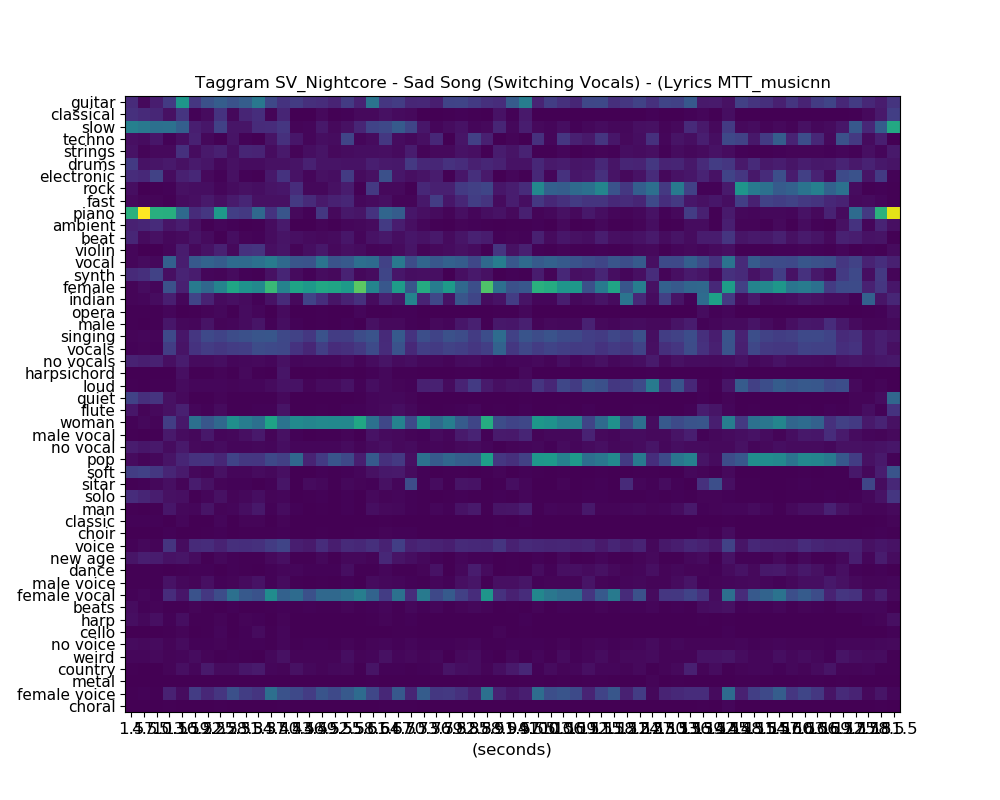 Taggram SV_Nightcore - Sad Song (Switching Vocals) - (Lyrics MTT_musicnn
guitar
classical
slow
techno
strings
drums
electronic
rock
fast
piano
ambient
beat
violin
vocal
synth
female
indian
opera
male
singing
vocals
no vocals
harpsichord
loud
quiet
flute
woman
male vocal
no vocal
pop
soft
sitar
solo
man
classic
choir
voice
new age
dance
male voice
female vocal
beats
harp
cello
no voice
weird
country
metal
female voice
choral
(seconds)